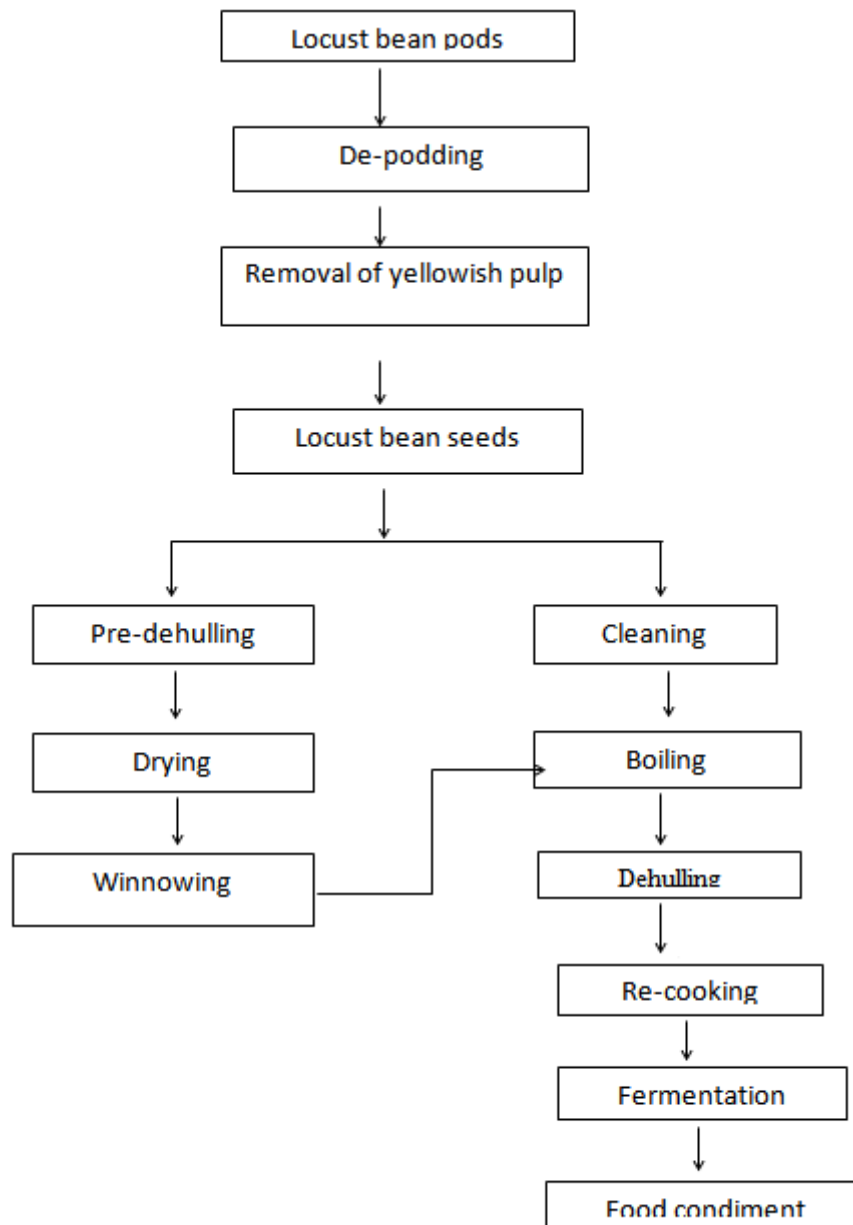 Locust bean pods
De-podding
Removal of yellowish pulp
Locust bean seeds
Pre-dehulling
Cleaning
Drying
Boiling
Winnowing
Dehulling
Re-cooking
Fermentation
Food condiment